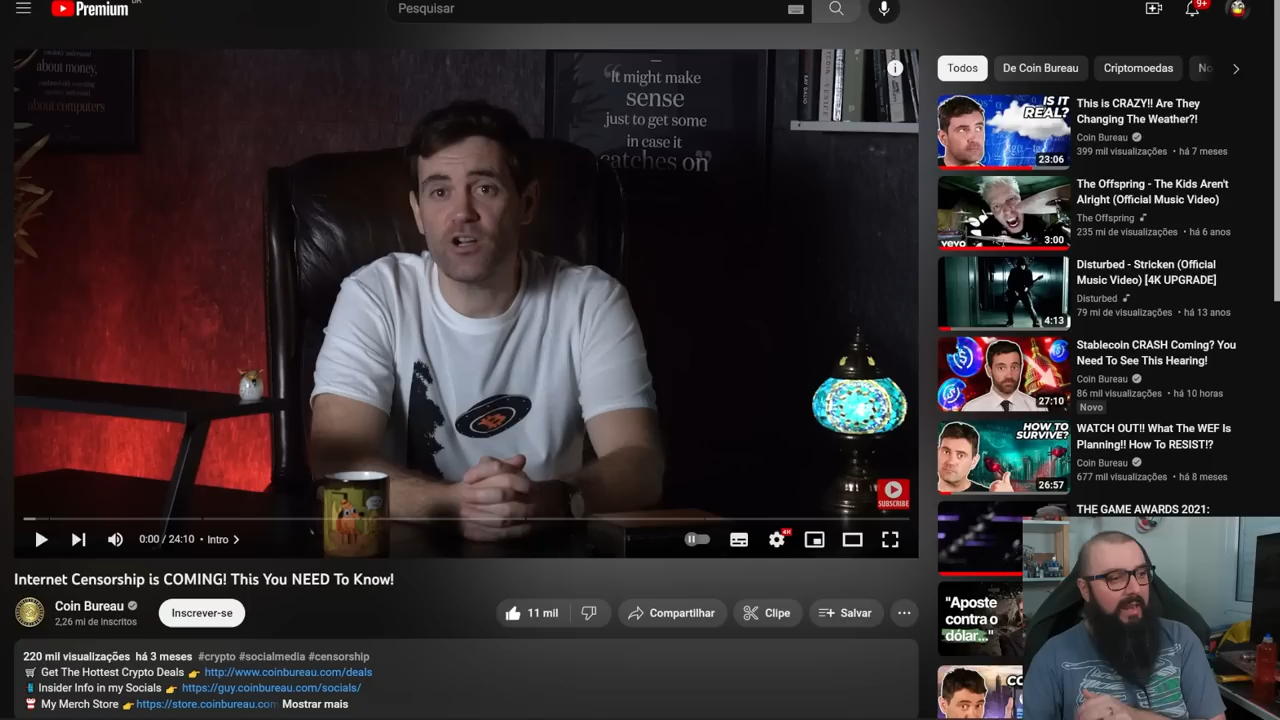 Premium
BR
Pesquisar
9+
about money,
about computers
"It might make
sense
just to get some
in case it
catches on"
RAY DALIO
SUBSCRIBE
0:00 / 24:10 • Intro
4K
Internet Censorship is COMING! This You NEED To Know!
Coin Bureau
2,26 mi de inscritos
Inscrever-se
11 mil
Compartilhar
Clipe
Salvar
220 mil visualizações há 3 meses #crypto #socialmedia #censorship
🛒 Get The Hottest Crypto Deals 👉 http://www.coinbureau.com/deals
📲 Insider Info in my Socials 👉 https://guy.coinbureau.com/socials/
👕 My Merch Store 👉 https://store.coinbureau.com Mostrar mais
Todos
De Coin Bureau
Criptomoedas
No
IS IT
REAL?
23:06
This is CRAZY!! Are They
Changing The Weather?!
Coin Bureau
399 mil visualizações • há 7 meses
vevo
3:00
The Offspring - The Kids Aren't
Alright (Official Music Video)
The Offspring
235 mi de visualizações • há 6 anos
4:13
Disturbed - Stricken (Official
Music Video) [4K UPGRADE]
Disturbed
79 mi de visualizações • há 13 anos
27:10
Stablecoin CRASH Coming? You
Need To See This Hearing!
Coin Bureau
86 mil visualizações • há 10 horas
Novo
HOW TO
SURVIVE?
26:57
WATCH OUT!! What The WEF Is
Planning!! How To RESIST!?
Coin Bureau
677 mil visualizações • há 8 meses
THE GAME AWARDS 2021:
"Aposte
contra o
dólar..."
CO